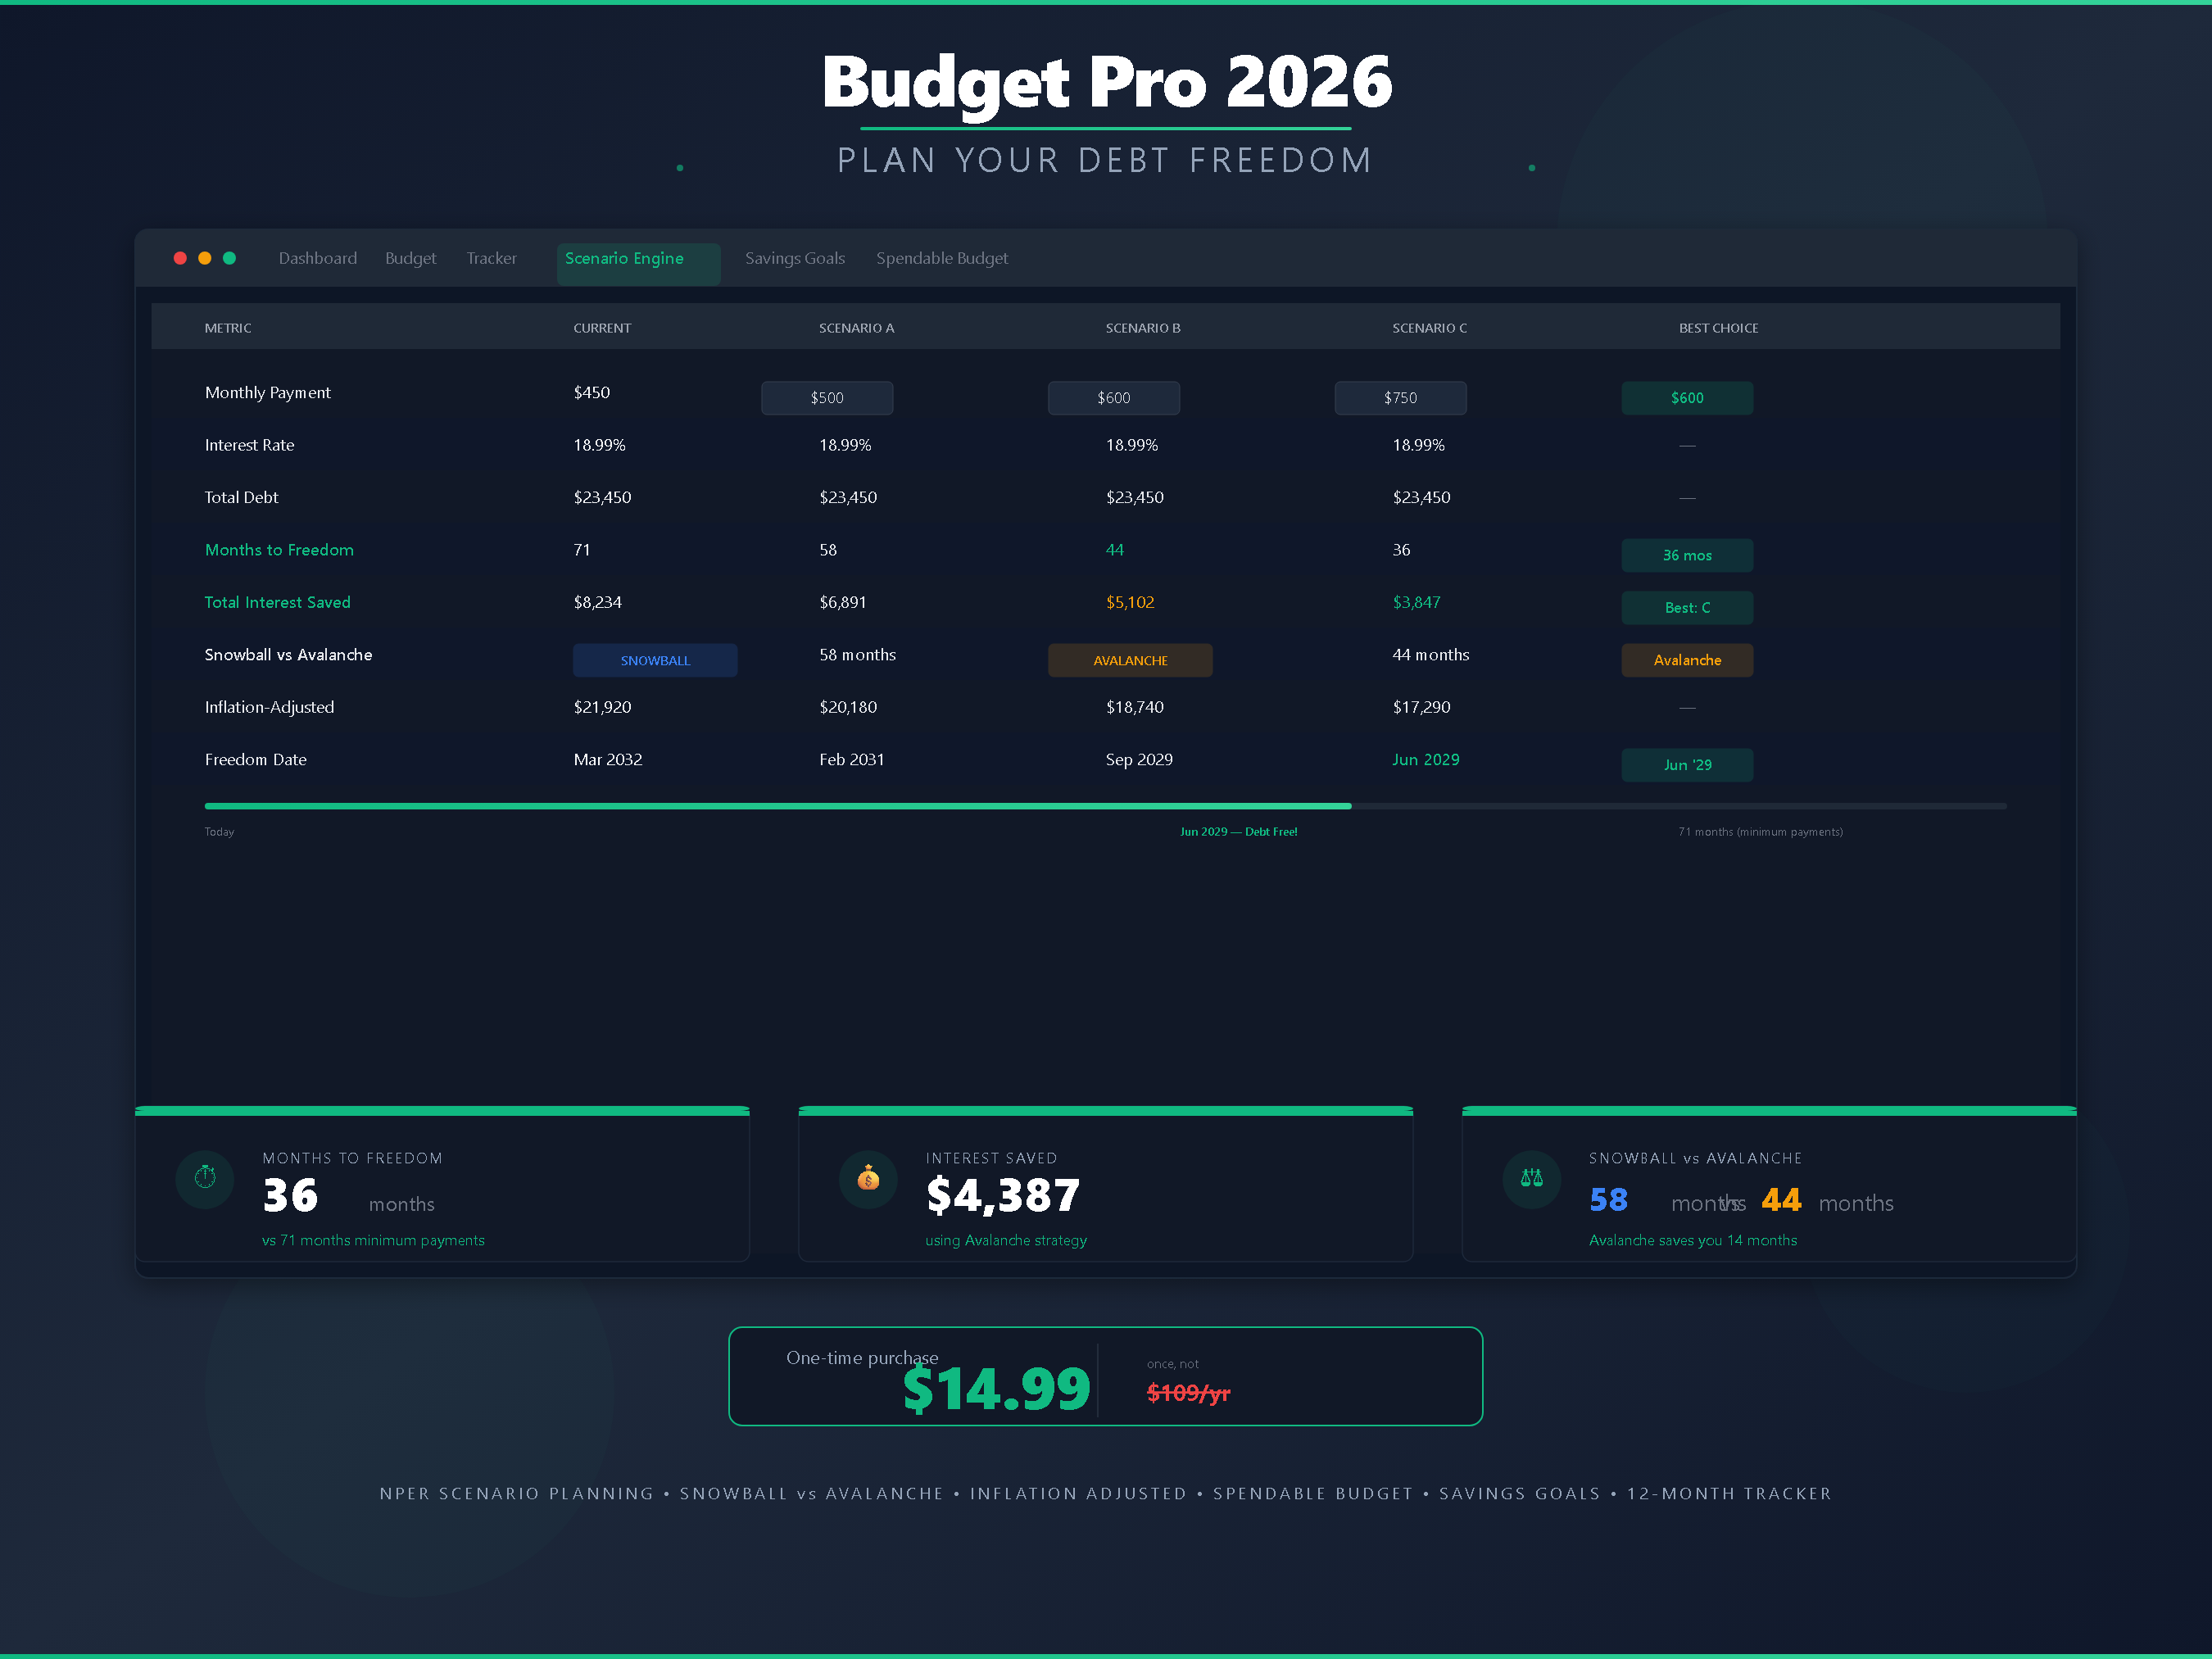 Budget Pro 2026
PLAN YOUR DEBT FREEDOM
Dashboard Budget Tracker Scenario Engine Savings Goals Spendable Budget
METRIC CURRENT SCENARIO A SCENARIO B SCENARIO C BEST CHOICE
Monthly Payment $450 $500 $600 $750 $600
Interest Rate 18.99% 18.99% 18.99% 18.99% —
Total Debt $23,450 $23,450 $23,450 $23,450 —
Months to Freedom 71 58 44 36 36 mos
Total Interest Saved $8,234 $6,891 $5,102 $3,847 Best: C
Snowball vs Avalanche SNOWBALL 58 months AVALANCHE 44 months Avalanche
Inflation-Adjusted $21,920 $20,180 $18,740 $17,290 —
Freedom Date Mar 2032 Feb 2031 Sep 2029 Jun 2029 Jun '29
Today Jun 2029 — Debt Free! 71 months (minimum payments)
MONTHS TO FREEDOM
36 months
vs 71 months minimum payments
INTEREST SAVED
$4,387
using Avalanche strategy
SNOWBALL vs AVALANCHE
58 months vs 44 months
Avalanche saves you 14 months
One-time purchase
$14.99
once, not
$109/yr
NPER SCENARIO PLANNING • SNOWBALL vs AVALANCHE • INFLATION ADJUSTED • SPENDABLE BUDGET • SAVINGS GOALS • 12-MONTH TRACKER